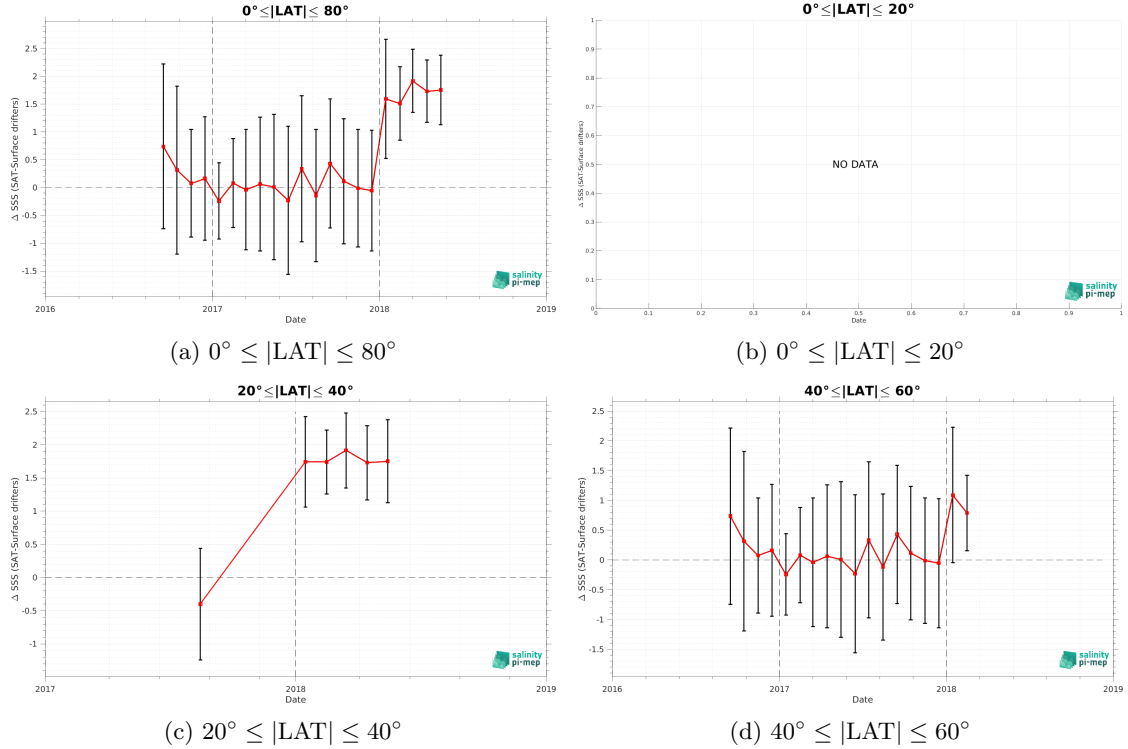 0°≤|LAT|≤ 80°
Δ SSS (SAT-Surface drifters)
2.5
2
1.5
1
0.5
0
-0.5
-1
-1.5
2016 2017 2018 2019
Date
salinity
pi-mep
(a) 0° ≤ |LAT| ≤ 80°
0°≤|LAT|≤ 20°
Δ SSS (SAT-Surface drifters)
1
0.9
0.8
0.7
0.6
0.5
0.4
0.3
0.2
0.1
0
NO DATA
0 0.1 0.2 0.3 0.4 0.5 0.6 0.7 0.8 0.9 1
Date
salinity
pi-mep
(b) 0° ≤ |LAT| ≤ 20°
20°≤|LAT|≤ 40°
Δ SSS (SAT-Surface drifters)
2.5
2
1.5
1
0.5
0
-0.5
-1
2017 2018 2019
Date
salinity
pi-mep
(c) 20° ≤ |LAT| ≤ 40°
40°≤|LAT|≤ 60°
Δ SSS (SAT-Surface drifters)
2.5
2
1.5
1
0.5
0
-0.5
-1
-1.5
2016 2017 2018 2019
Date
salinity
pi-mep
(d) 40° ≤ |LAT| ≤ 60°